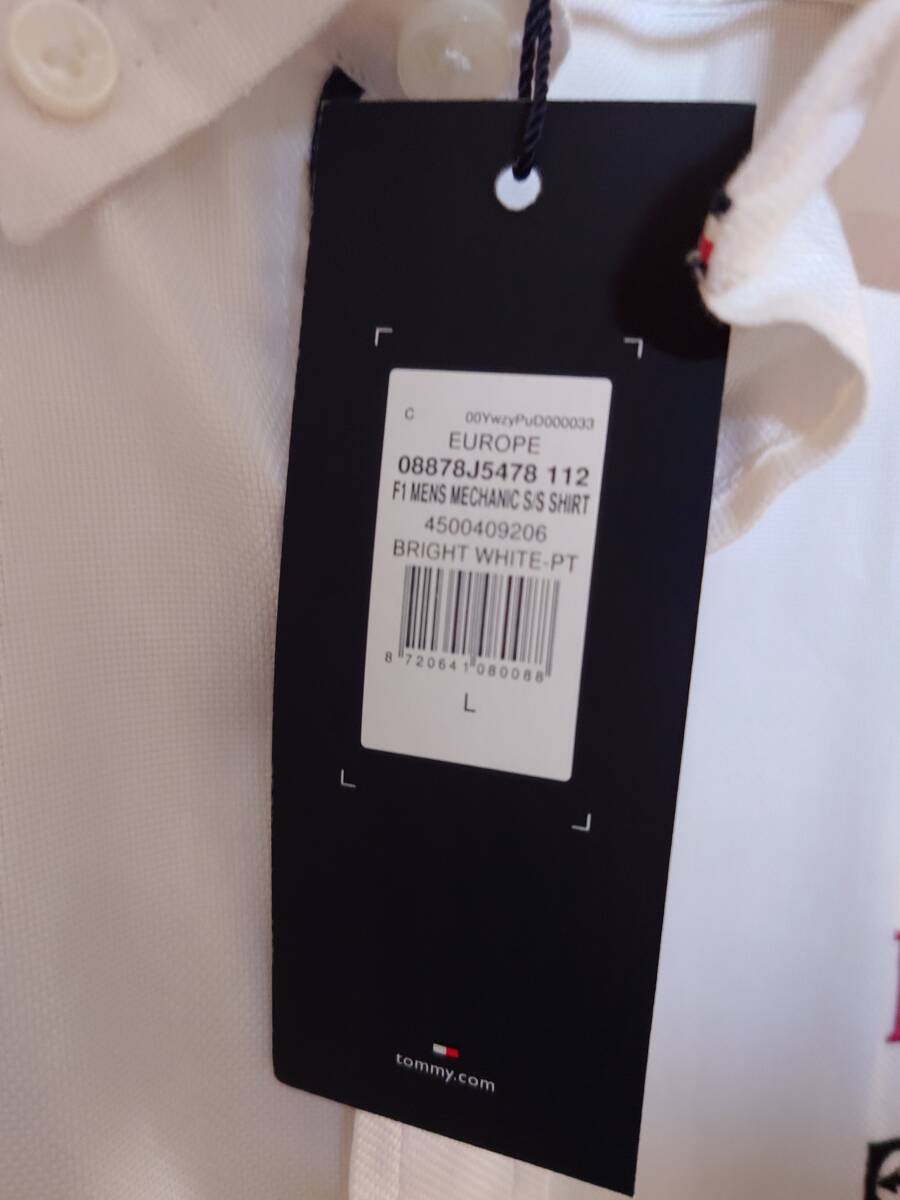 C 00YwzyPuD000033
EUROPE
08878J5478 112
F1 MENS MECHANIC S/S SHIRT
4500409206
BRIGHT WHITE-PT
8 720641 080088
L
tommy.com